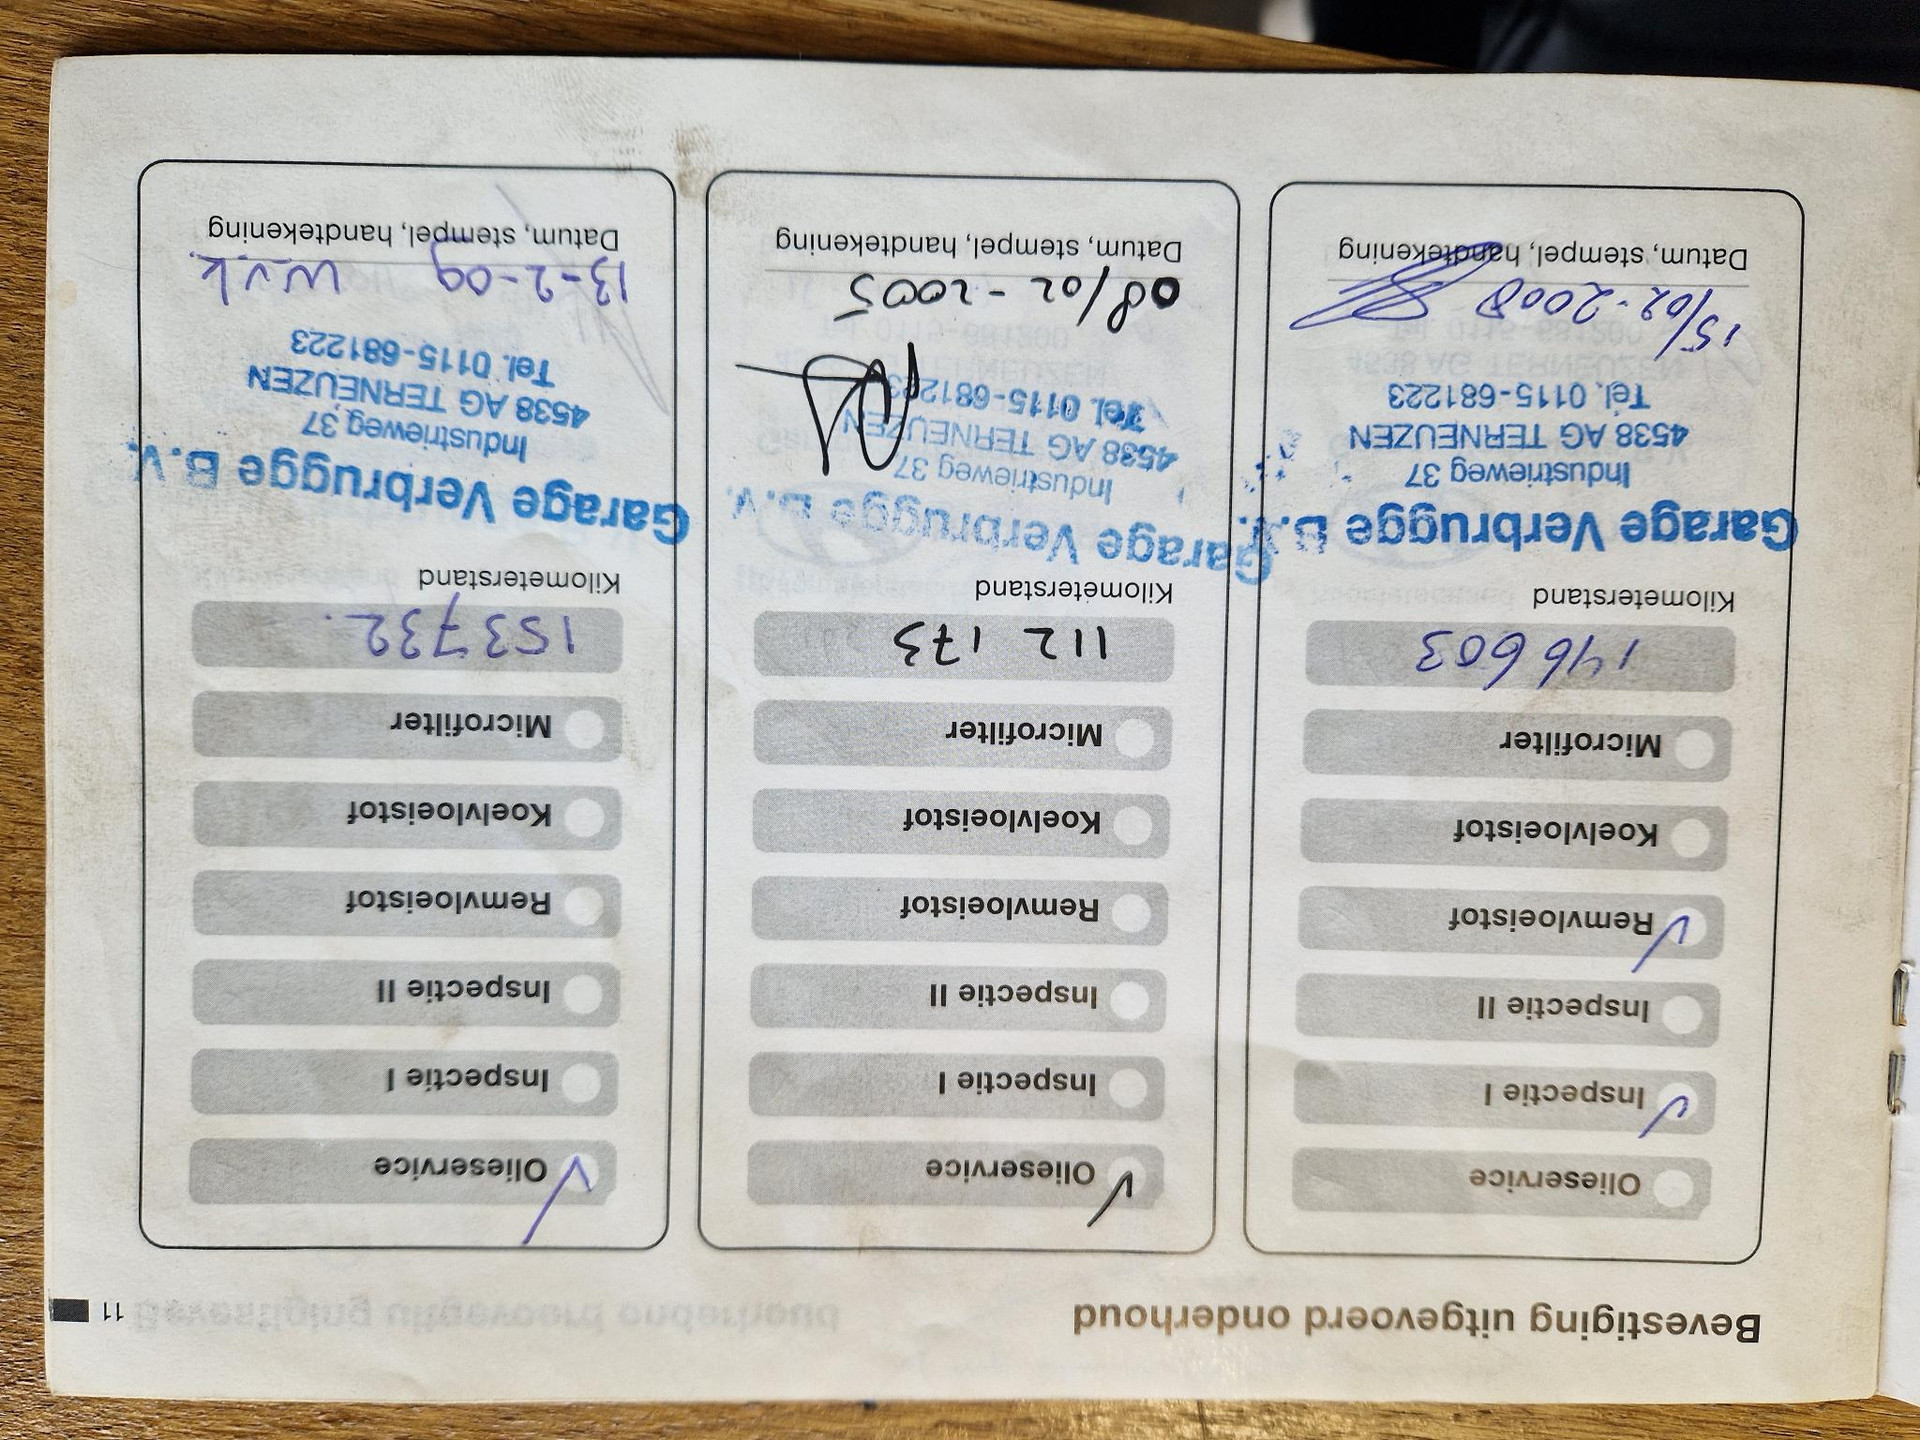 Bevestiging uitgevoerd onderhoud
11
Olieservice
Inspectie I
Inspectie II
Remvloeistof
Koelvloeistof
Microfilter
146 603
Kilometerstand
Garage Verbrugge B.V.
Industrieweg 37
4538 AG TERNEUZEN
Tel. 0115-681223
15/02-2008
Datum, stempel, handtekening
Olieservice
Inspectie I
Inspectie II
Remvloeistof
Koelvloeistof
Microfilter
112 173
Kilometerstand
Garage Verbrugge B.V.
Industrieweg 37
4538 AG TERNEUZEN
Tel. 0115-681223
08/02-2005
Datum, stempel, handtekening
Olieservice
Inspectie I
Inspectie II
Remvloeistof
Koelvloeistof
Microfilter
153732.
Kilometerstand
Garage Verbrugge B.V.
Industrieweg 37
4538 AG TERNEUZEN
Tel. 0115-681223
13-2-09 W.v.k.
Datum, stempel, handtekening